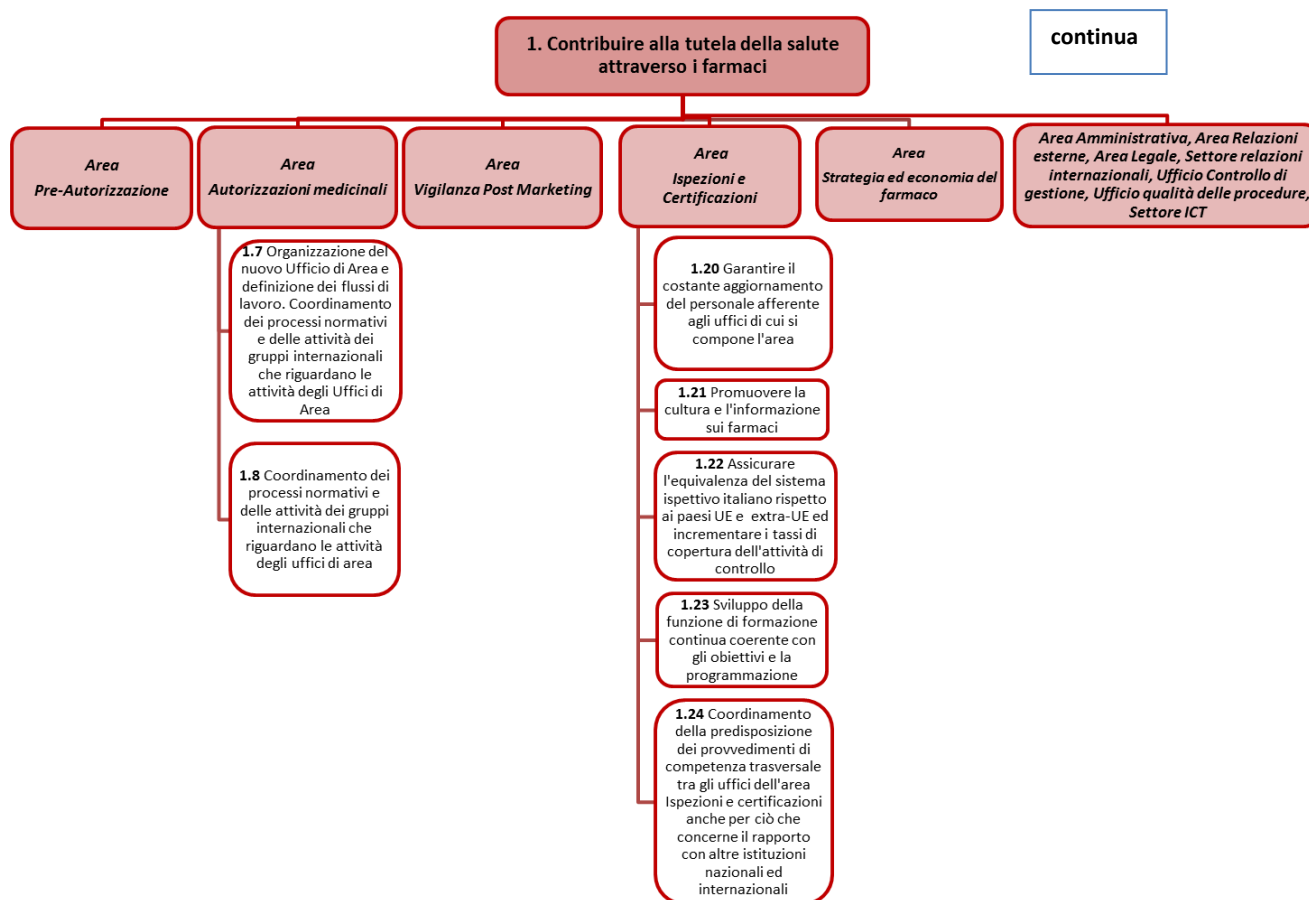 1. Contribuire alla tutela della salute
attraverso i farmaci
continua
Area
Pre-Autorizzazione
Area
Autorizzazioni medicinali
Area
Vigilanza Post Marketing
Area
Ispezioni e
Certificazioni
Area
Strategia ed economia del
farmaco
Area Amministrativa, Area Relazioni
esterne, Area Legale, Settore relazioni
internazionali, Ufficio Controllo di
gestione, Ufficio qualità delle procedure,
Settore ICT
1.7 Organizzazione del
nuovo Ufficio di Area e
definizione dei flussi di
lavoro. Coordinamento
dei processi normativi
e delle attività dei
gruppi internazionali
che riguardano le
attività degli Uffici di
Area
1.8 Coordinamento dei
processi normativi e
delle attività dei gruppi
internazionali che
riguardano le attività
degli uffici di area
1.20 Garantire il
costante aggiornamento
del personale afferente
agli uffici di cui si
compone l'area
1.21 Promuovere la
cultura e l'informazione
sui farmaci
1.22 Assicurare
l'equivalenza del sistema
ispettivo italiano rispetto
ai paesi UE e extra-UE ed
incrementare i tassi di
copertura dell'attività di
controllo
1.23 Sviluppo della
funzione di formazione
continua coerente con
gli obiettivi e la
programmazione
1.24 Coordinamento
della predisposizione
dei provvedimenti di
competenza trasversale
tra gli uffici dell'area
Ispezioni e certificazioni
anche per ciò che
concerne il rapporto
con altre istituzioni
nazionali ed
internazionali